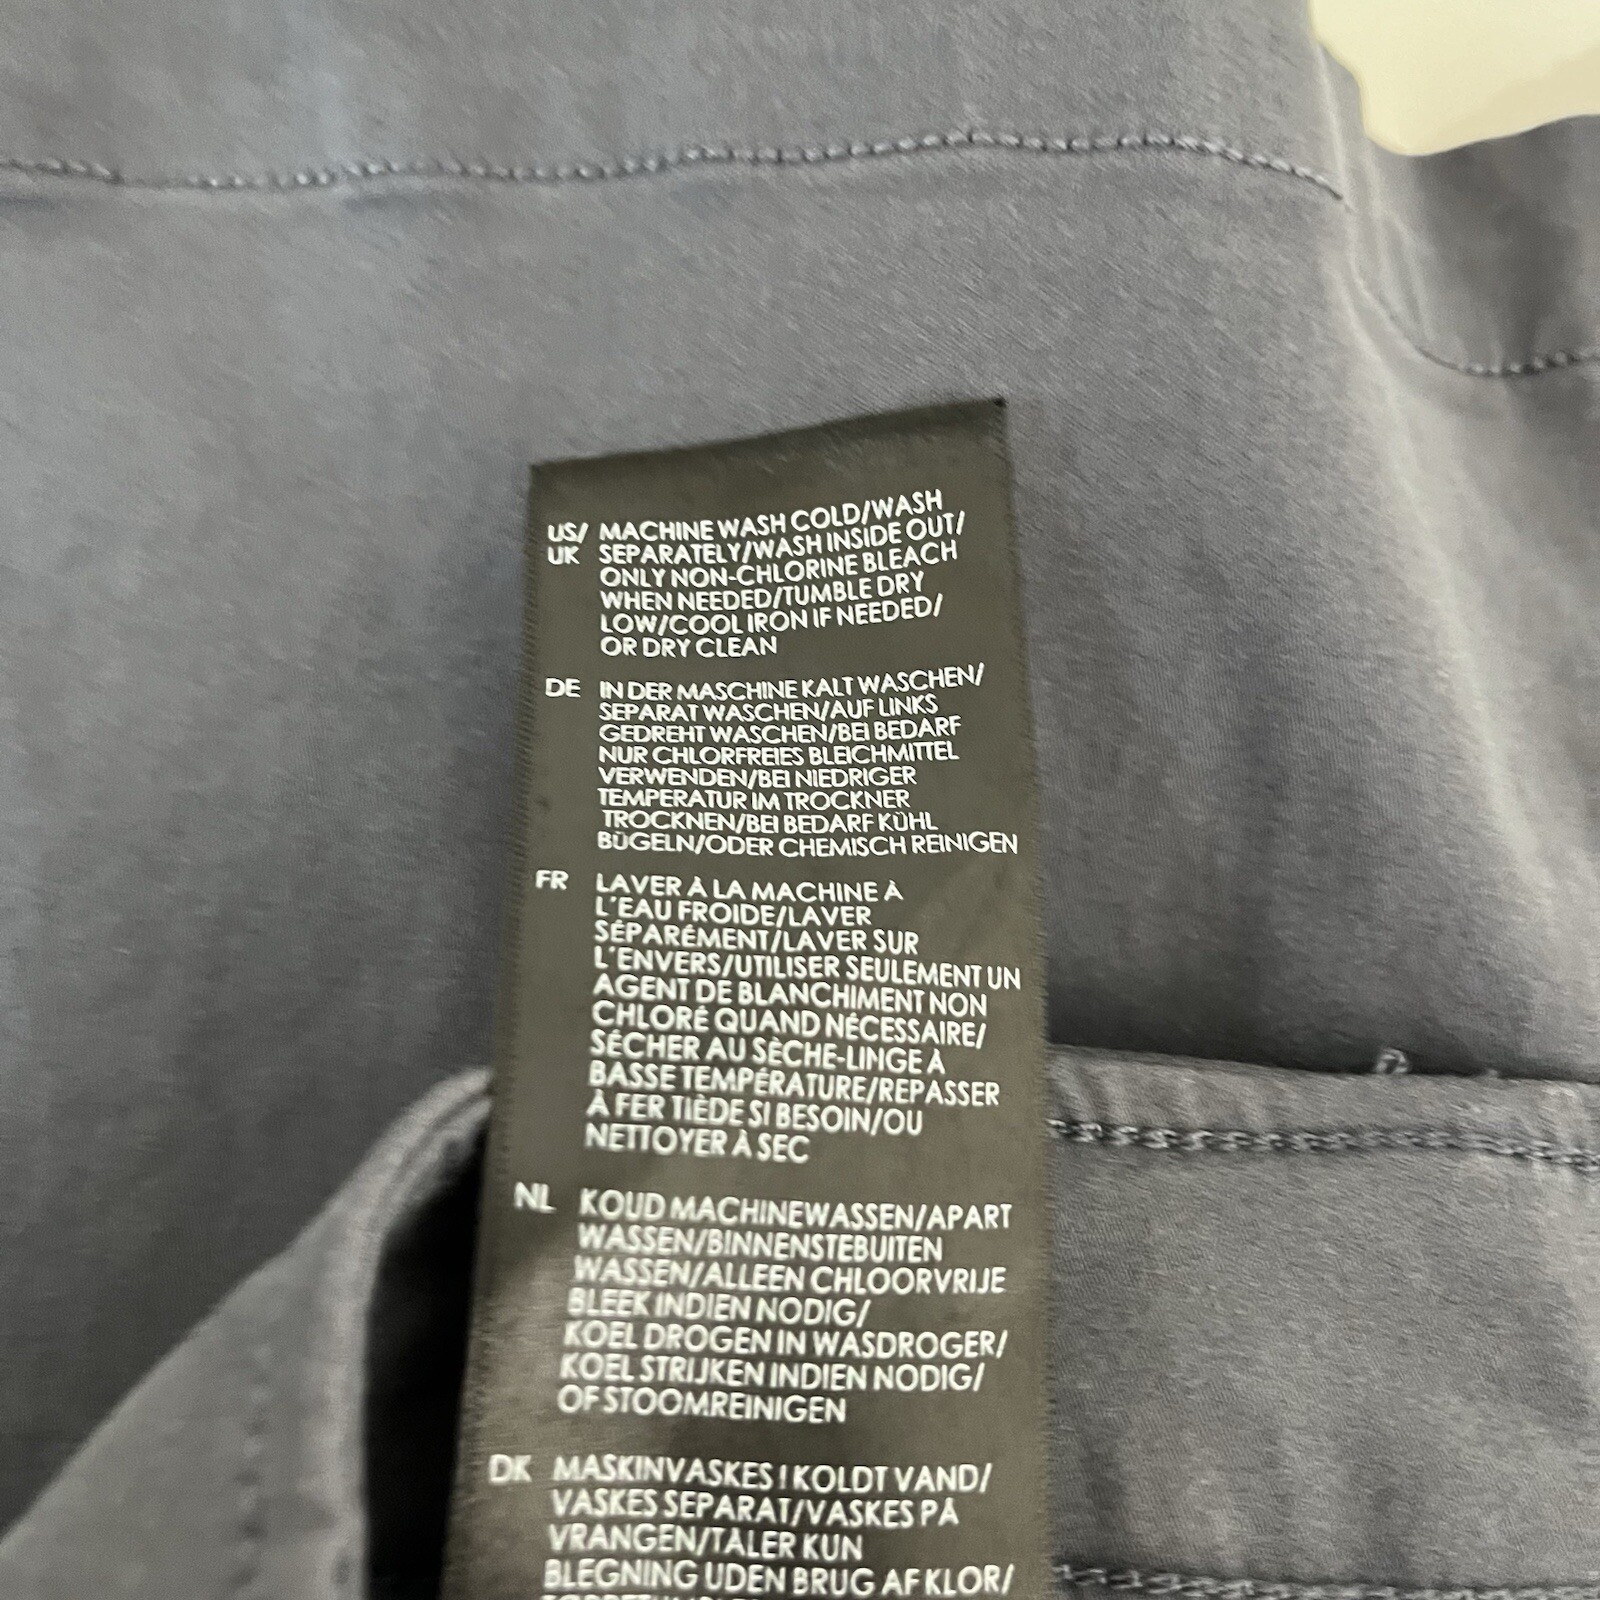 US/ MACHINE WASH COLD/WASH
UK SEPARATELY/WASH INSIDE OUT/
ONLY NON-CHLORINE BLEACH
WHEN NEEDED/TUMBLE DRY
LOW/COOL IRON IF NEEDED/
OR DRY CLEAN
DE IN DER MASCHINE KALT WASCHEN/
SEPARAT WASCHEN/AUF LINKS
GEDREHT WASCHEN/BEI BEDARF
NUR CHLORFREIES BLEICHMITTEL
VERWENDEN/BEI NIEDRIGER
TEMPERATUR IM TROCKNER
TROCKNEN/BEI BEDARF KÜHL
BÜGELN/ODER CHEMISCH REINIGEN
FR LAVER À LA MACHINE À
L'EAU FROIDE/LAVER
SÉPARÉMENT/LAVER SUR
L'ENVERS/UTILISER SEULEMENT UN
AGENT DE BLANCHIMENT NON
CHLORÉ QUAND NÉCESSAIRE/
SÉCHER AU SÈCHE-LINGE À
BASSE TEMPÉRATURE/REPASSER
À FER TIÈDE SI BESOIN/OU
NETTOYER À SEC
NL KOUD MACHINEWASSEN/APART
WASSEN/BINNENSTEBUITEN
WASSEN/ALLEEN CHLOORVRIJE
BLEEK INDIEN NODIG/
KOEL DROGEN IN WASDROGER/
KOEL STRIJKEN INDIEN NODIG/
OF STOOMREINIGEN
DK MASKINVASKES I KOLDT VAND/
VASKES SEPARAT/VASKES PÅ
VRANGEN/TÅLER KUN
BLEGNING UDEN BRUG AF KLOR/